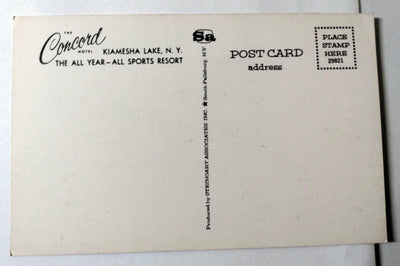 THE
Concord
HOTEL
KIAMESHA LAKE, N. Y.
THE ALL YEAR—ALL SPORTS RESORT
Sa
Produced by STEINGART ASSOCIATES INC. ★ South Fallsburg, N.Y.
POST CARD
address
PLACE
STAMP
HERE
29821